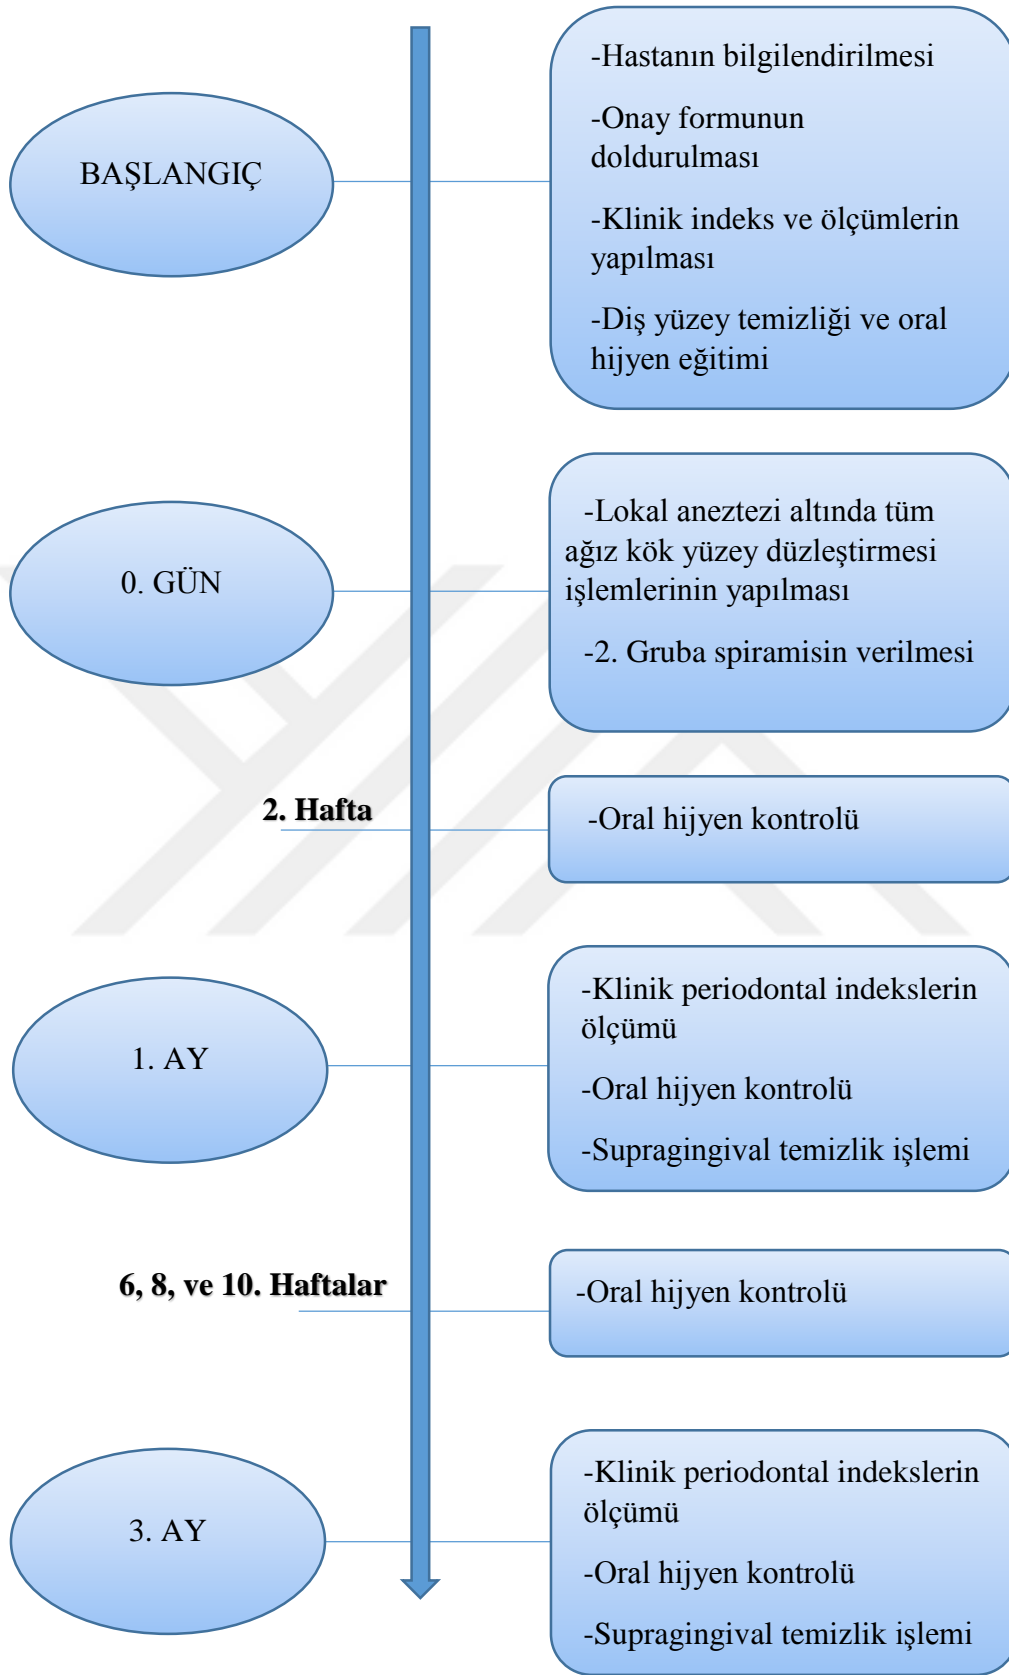 BAŞLANGIÇ
-Hastanın bilgilendirilmesi
-Onay formunun
doldurulması
-Klinik indeks ve ölçümlerin
yapılması
-Diş yüzey temizliği ve oral
hijyen eğitimi
0. GÜN
-Lokal aneztezi altında tüm
ağız kök yüzey düzleştirmesi
işlemlerinin yapılması
-2. Gruba spiramisin verilmesi
2. Hafta
-Oral hijyen kontrolü
1. AY
-Klinik periodontal indekslerin
ölçümü
-Oral hijyen kontrolü
-Supragingival temizlik işlemi
6, 8, ve 10. Haftalar
-Oral hijyen kontrolü
3. AY
-Klinik periodontal indekslerin
ölçümü
-Oral hijyen kontrolü
-Supragingival temizlik işlemi